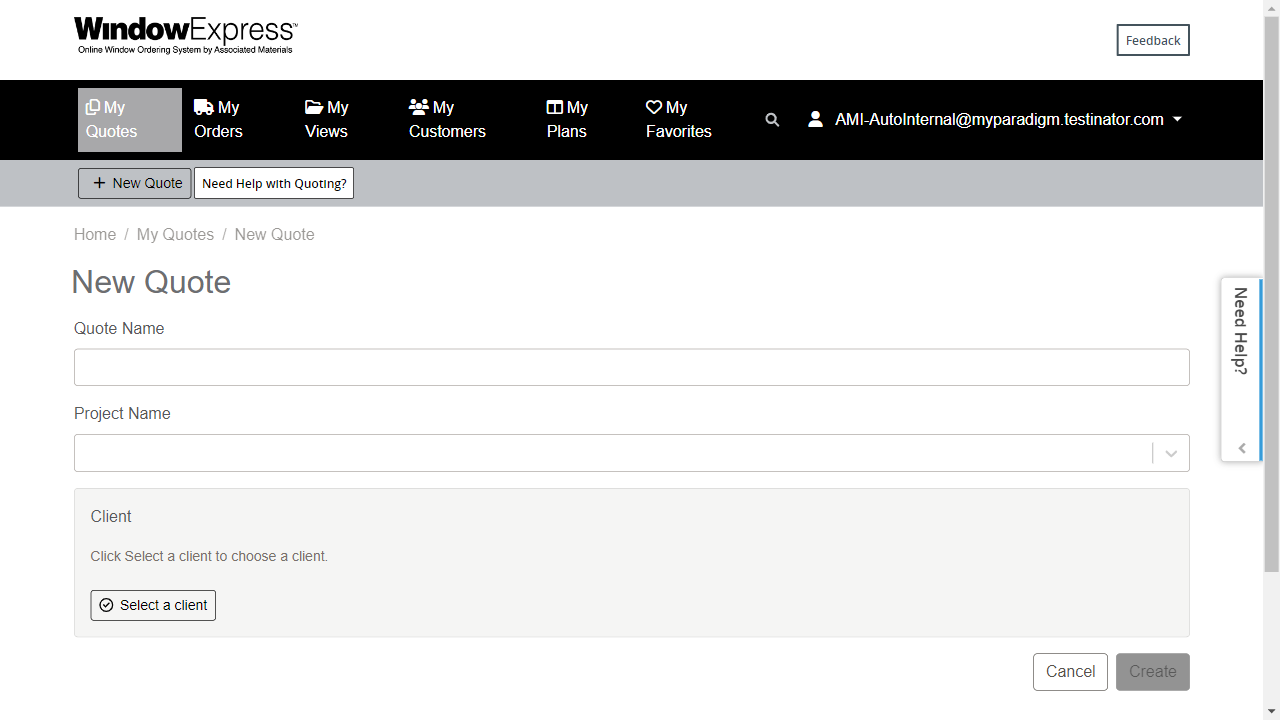 WindowExpress™
Online Window Ordering System by Associated Materials
Feedback
My
Quotes
My
Orders
My
Views
My
Customers
My
Plans
My
Favorites
AMI-AutoInternal@myparadigm.testinator.com
New Quote
Need Help with Quoting?
Home / My Quotes / New Quote
New Quote
Quote Name
Project Name
Client
Click Select a client to choose a client.
Select a client
Cancel
Create
Need Help?